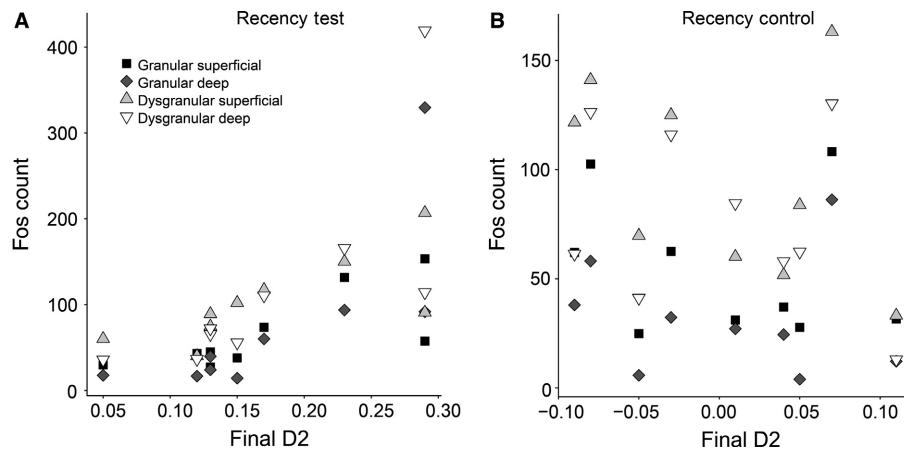 A
Recency test
Granular superficial
Granular deep
Dysgranular superficial
Dysgranular deep
Fos count
400
300
200
100
0
0.05 0.10 0.15 0.20 0.25 0.30
Final D2
B
Recency control
Fos count
150
100
50
0
−0.10 −0.05 0.00 0.05 0.10
Final D2